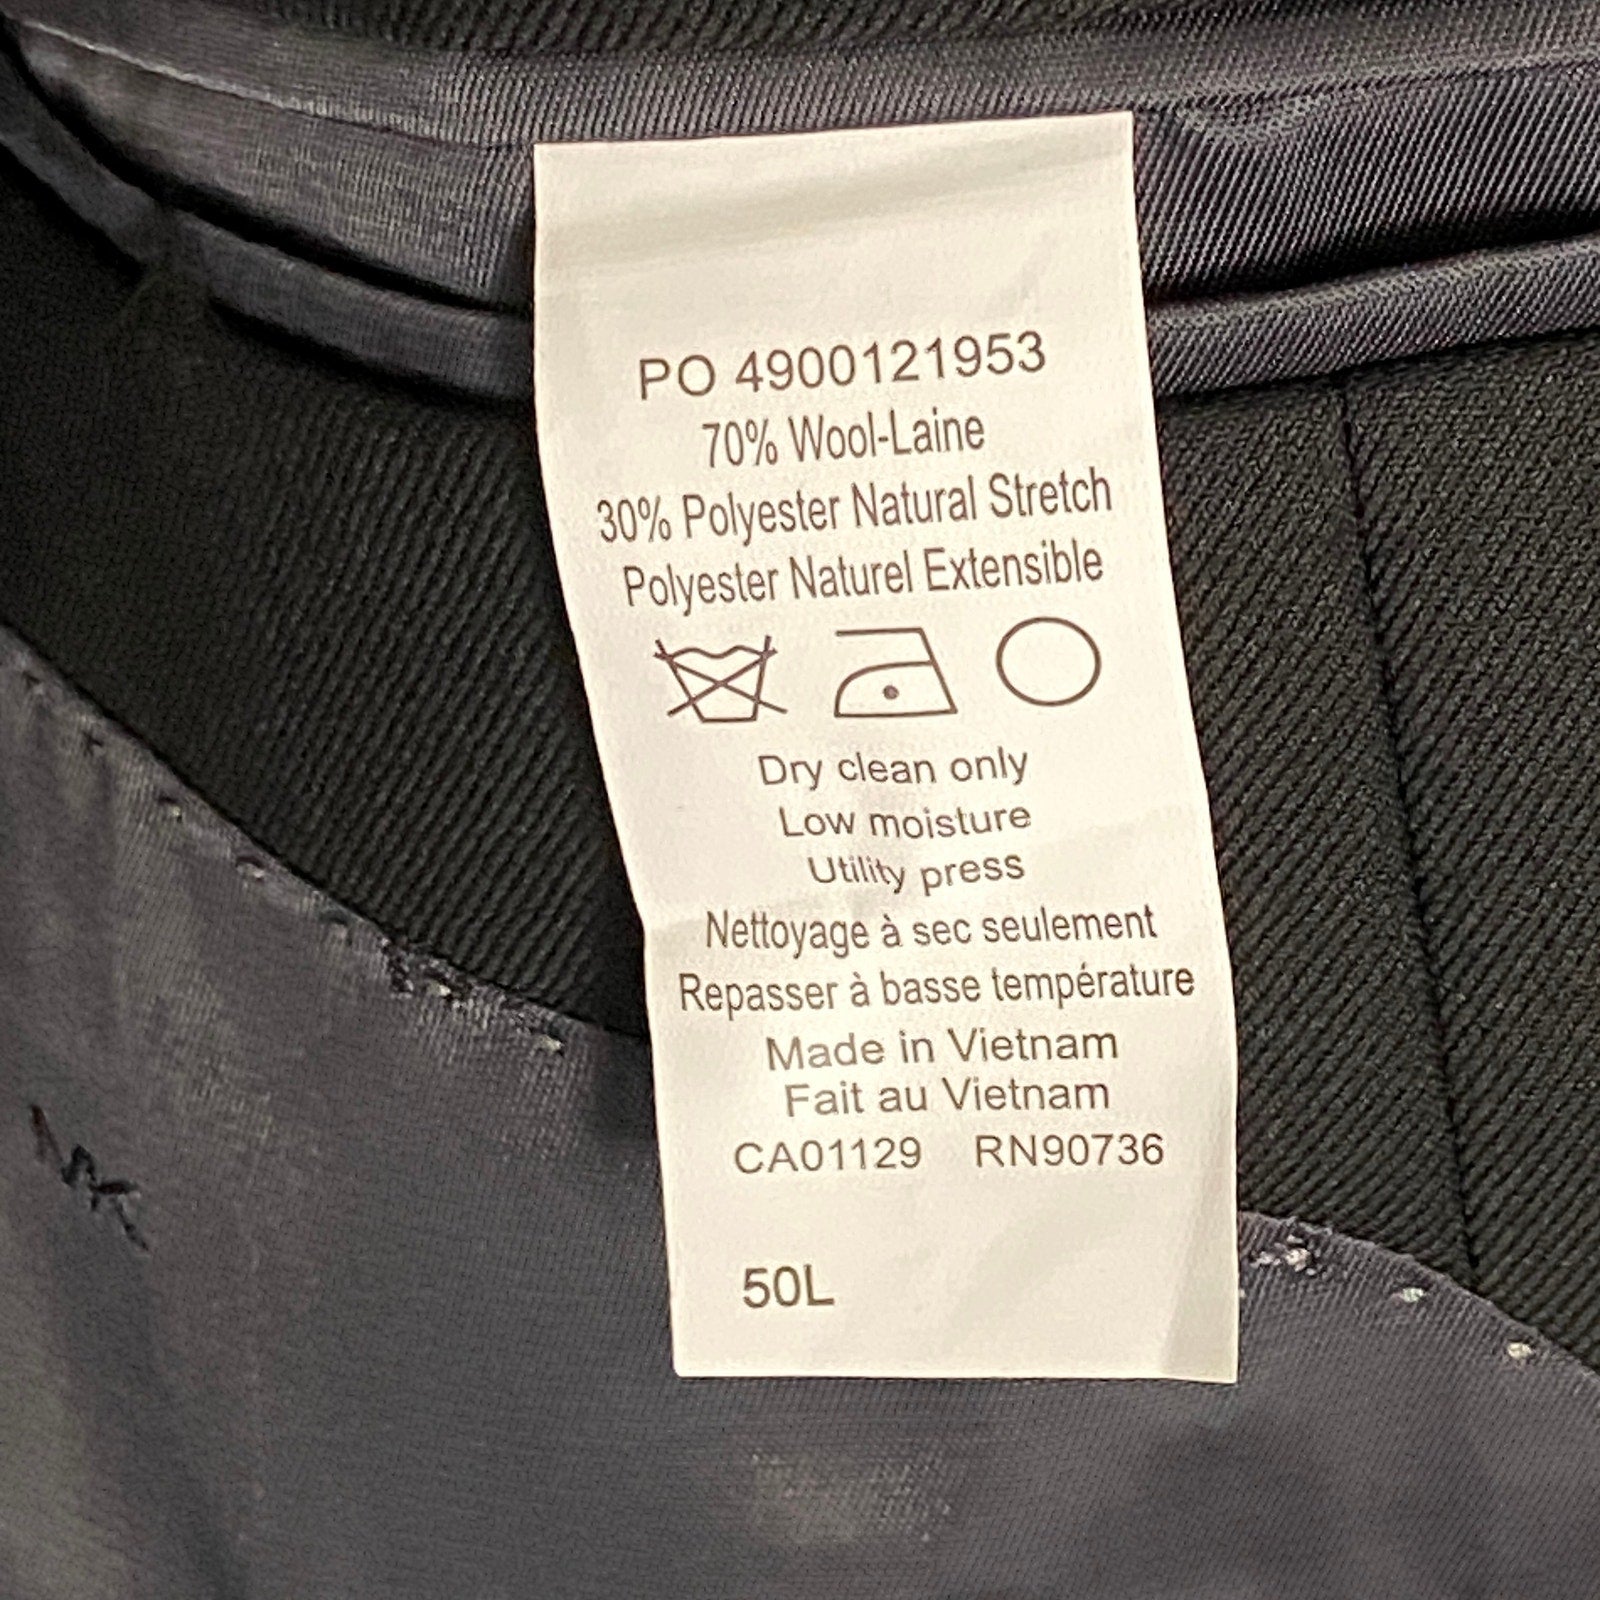 PO 4900121953
70% Wool-Laine
30% Polyester Natural Stretch
Polyester Naturel Extensible
Dry clean only
Low moisture
Utility press
Nettoyage à sec seulement
Repasser à basse température
Made in Vietnam
Fait au Vietnam
CA01129 RN90736
50L